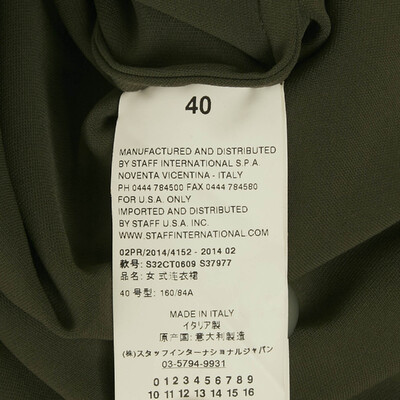 40
MANUFACTURED AND DISTRIBUTED
BY STAFF INTERNATIONAL S.P.A.
NOVENTA VICENTINA - ITALY
PH 0444 784500 FAX 0444 784580
FOR U.S.A. ONLY
IMPORTED AND DISTRIBUTED
BY STAFF U.S.A. INC.
WWW.STAFFINTERNATIONAL.COM
02PR/2014/4152 - 2014 02
款号: S32CT0609 S37977
品名: 女式连衣裙
40 号型: 160/84A
MADE IN ITALY
イタリア製
原产国: 意大利製造
(株)スタッフインターナショナルジャパン
03-5794-9931
0 1 2 3 4 5 6 7 8 9
10 11 12 13 14 15 16